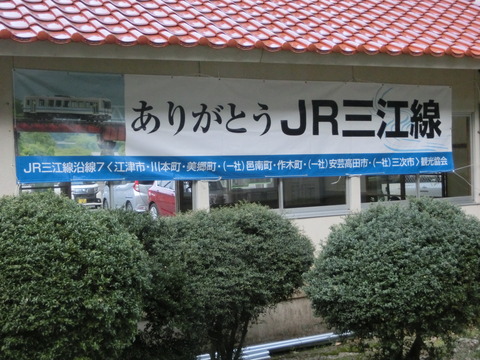 ありがとう JR三江線
JR三江線沿線7く江津市・川本町・美郷町・(一社)邑南町・作木町・(一社)安芸高田市・(一社)三次市〉観光協会